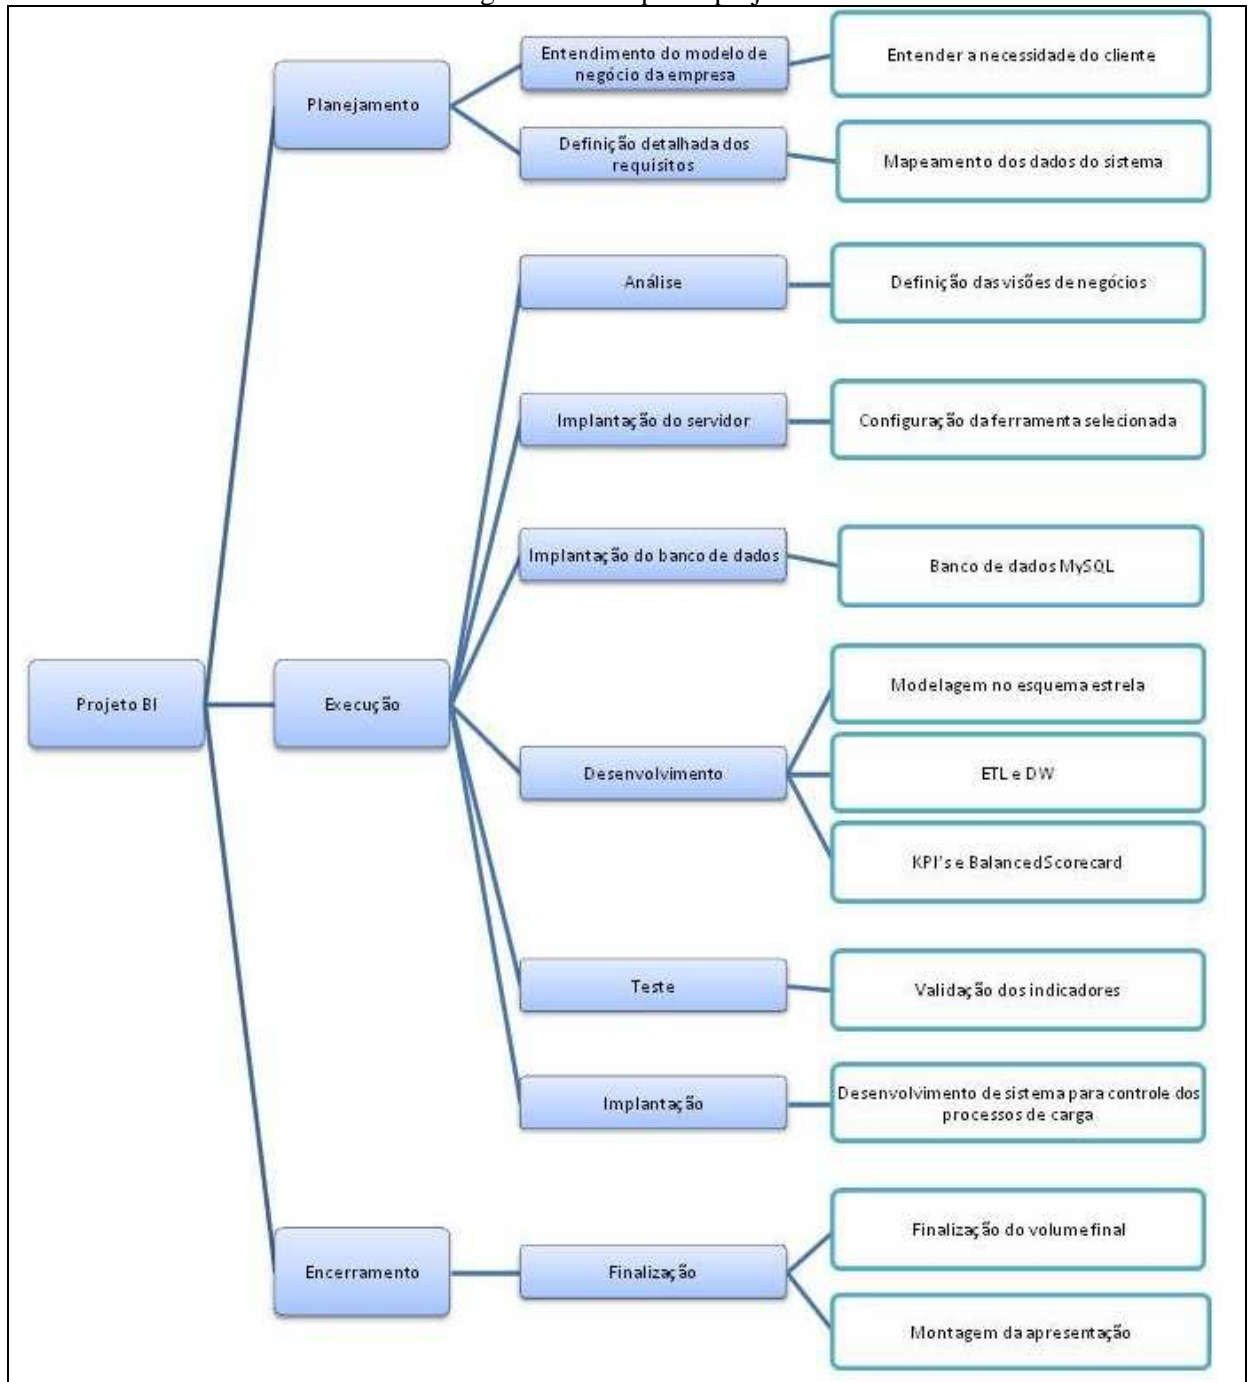 Planejamento
Entendimento do modelo de
negócio da empresa
Entender a necessidade do cliente
Definição detalhada dos
requisitos
Mapeamento dos dados do sistema
Projeto BI
Execução
Análise
Definição das visões de negócios
Implantação do servidor
Configuração da ferramenta selecionada
Implantação do banco de dados
Banco de dados MySQL
Desenvolvimento
Modelagem no esquema estrela
ETL e DW
KPI's e Balanced Scorecard
Teste
Validação dos indicadores
Implantação
Desenvolvimento de sistema para controle dos
processos de carga
Encerramento
Finalização
Finalização do volume final
Montagem da apresentação